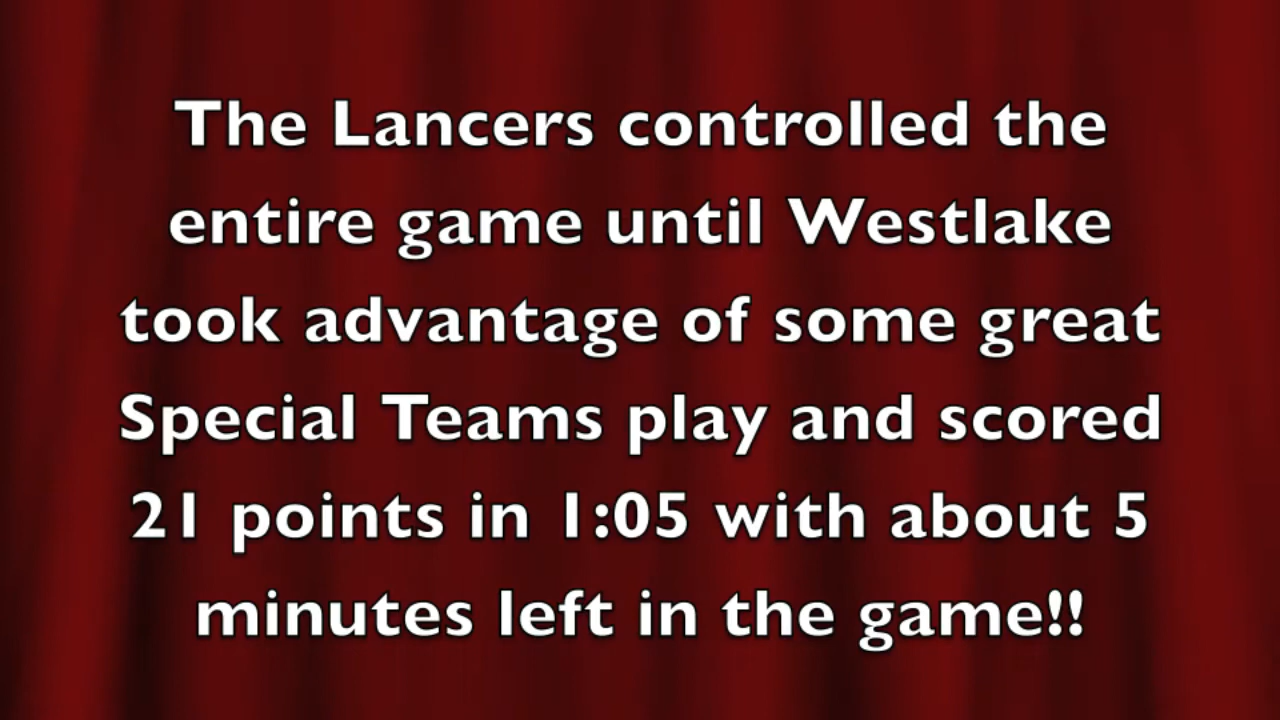 The Lancers controlled the
entire game until Westlake
took advantage of some great
Special Teams play and scored
21 points in 1:05 with about 5
minutes left in the game!!